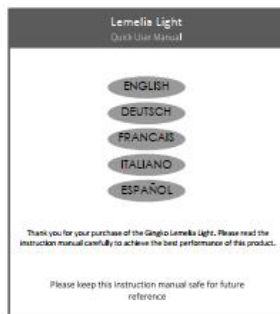 Lemelia Light
Quick User Manual
ENGLISH
DEUTSCH
FRANCAIS
ITALIANO
ESPAÑOL
Thank you for your purchase of the Gingko Lemelia Light. Please read the
instruction manual carefully to achieve the best performance of this product.
Please keep this instruction manual safe for future
reference